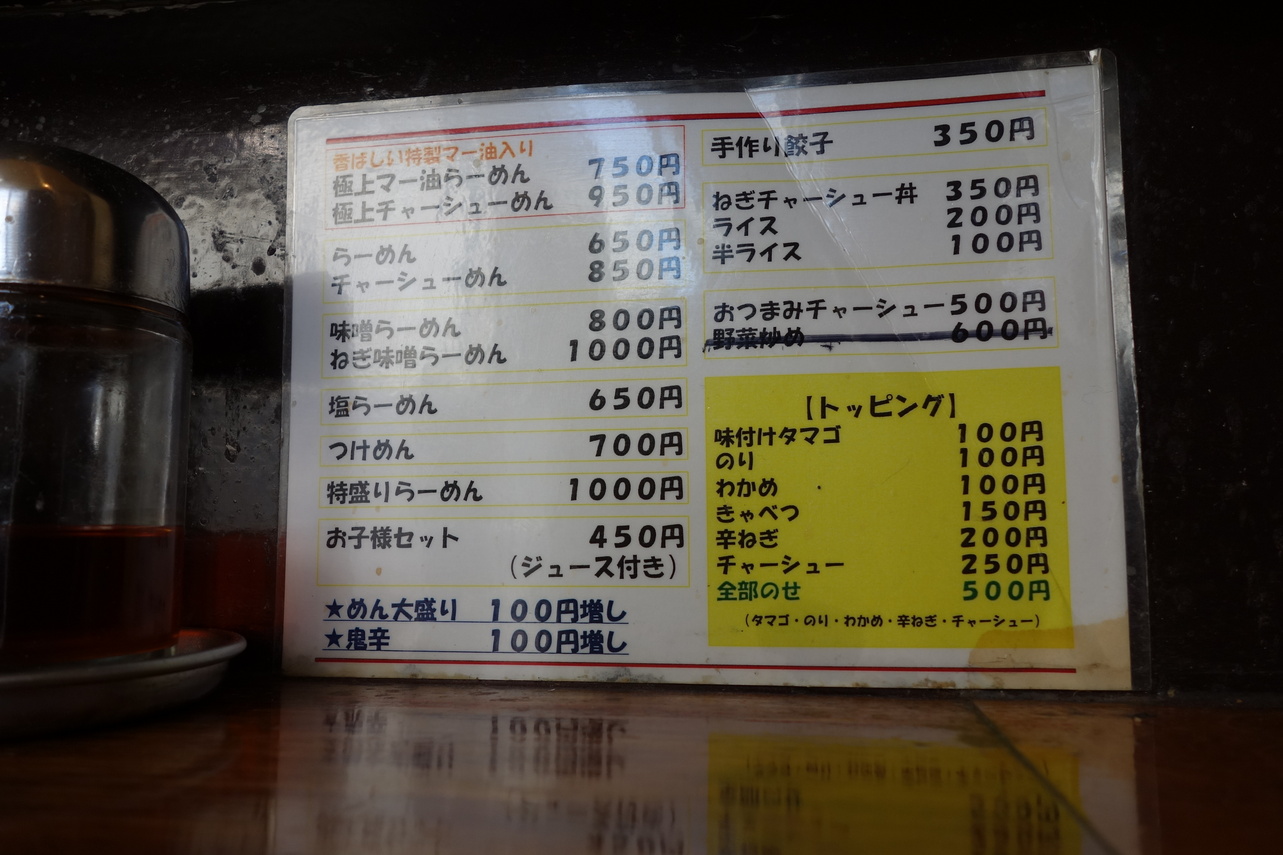 香ばしい特製マー油入り
極上マー油らーめん 750円
極上チャーシューめん 950円
らーめん 650円
チャーシューめん 850円
味噌らーめん 800円
ねぎ味噌らーめん 1000円
塩らーめん 650円
つけめん 700円
特盛りらーめん 1000円
お子様セット 450円
(ジュース付き)
★めん大盛り 100円増し
★鬼辛 100円増し
手作り餃子 350円
ねぎチャーシュー丼 350円
ライス 200円
半ライス 100円
おつまみチャーシュー 500円
野菜炒め 600円
【トッピング】
味付けタマゴ 100円
のり 100円
わかめ 100円
きゃべつ 150円
辛ねぎ 200円
チャーシュー 250円
全部のせ 500円
(タマゴ・のり・わかめ・辛ねぎ・チャーシュー)